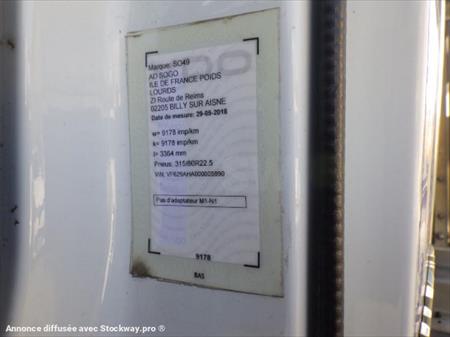 Marque: SO49
AD SOGO
ILE DE FRANCE POIDS
LOURDS
ZI Route de Reims
02205 BILLY SUR AISNE
Date de mesure: 29-05-2018
w= 9178 imp/km
k= 9178 imp/km
l= 3364 mm
Pneus: 315/80R22.5
VIN: VF629AHA000005890
Pas d'adaptateur M1-N1
9178
BAS
Annonce diffusée avec Stockway.pro ®